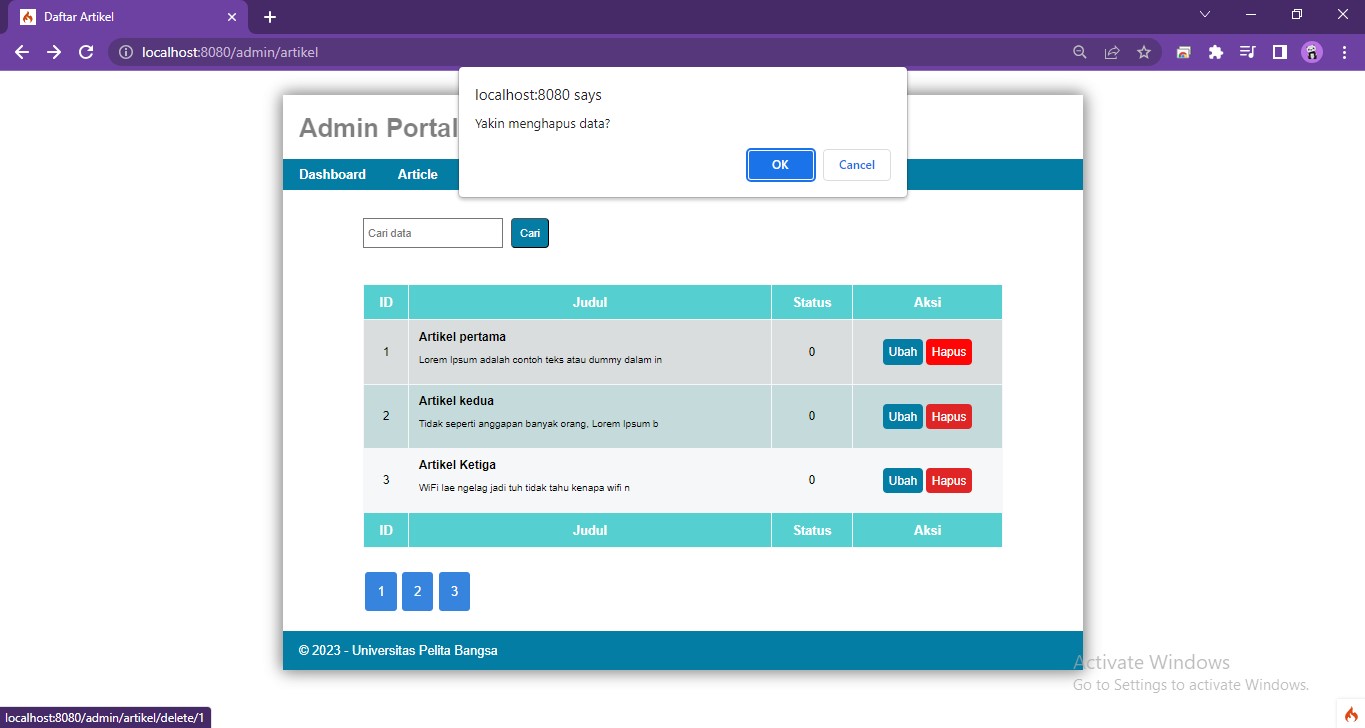 Daftar Artikel
localhost:8080/admin/artikel
localhost:8080 says
Yakin menghapus data?
OK Cancel
Admin Portal
Dashboard Article
Cari data Cari
ID Judul Status Aksi
1 Artikel pertama 0 Ubah Hapus
Lorem Ipsum adalah contoh teks atau dummy dalam in
2 Artikel kedua 0 Ubah Hapus
Tidak seperti anggapan banyak orang, Lorem Ipsum b
3 Artikel Ketiga 0 Ubah Hapus
WiFi lae ngelag jadi tuh tidak tahu kenapa wifi n
ID Judul Status Aksi
1 2 3
© 2023 - Universitas Pelita Bangsa
Activate Windows
Go to Settings to activate Windows.
localhost:8080/admin/artikel/delete/1